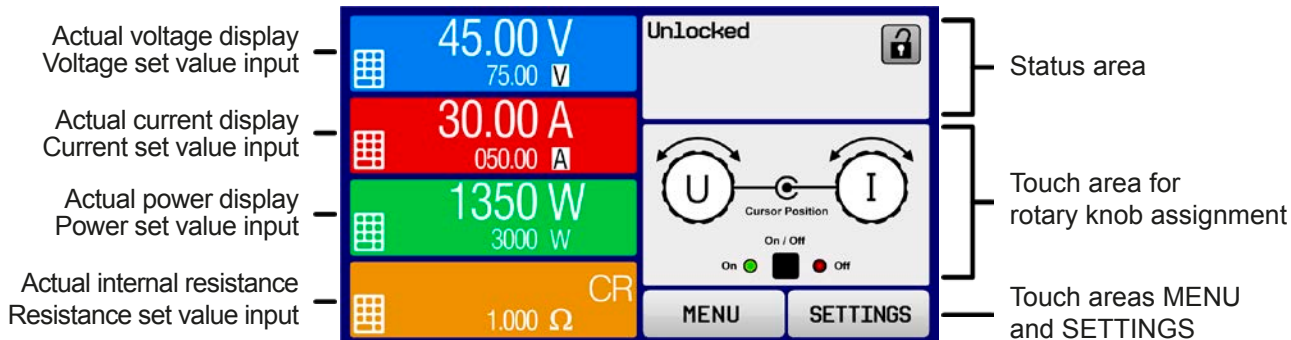 Actual voltage display
Voltage set value input
Actual current display
Current set value input
Actual power display
Power set value input
Actual internal resistance
Resistance set value input
45.00 V
75.00 V
30.00 A
050.00 A
1350 W
3000 W
CR
1.000 Ω
Unlocked
U
I
Cursor Position
On / Off
On
Off
MENU
SETTINGS
Status area
Touch area for
rotary knob assignment
Touch areas MENU
and SETTINGS